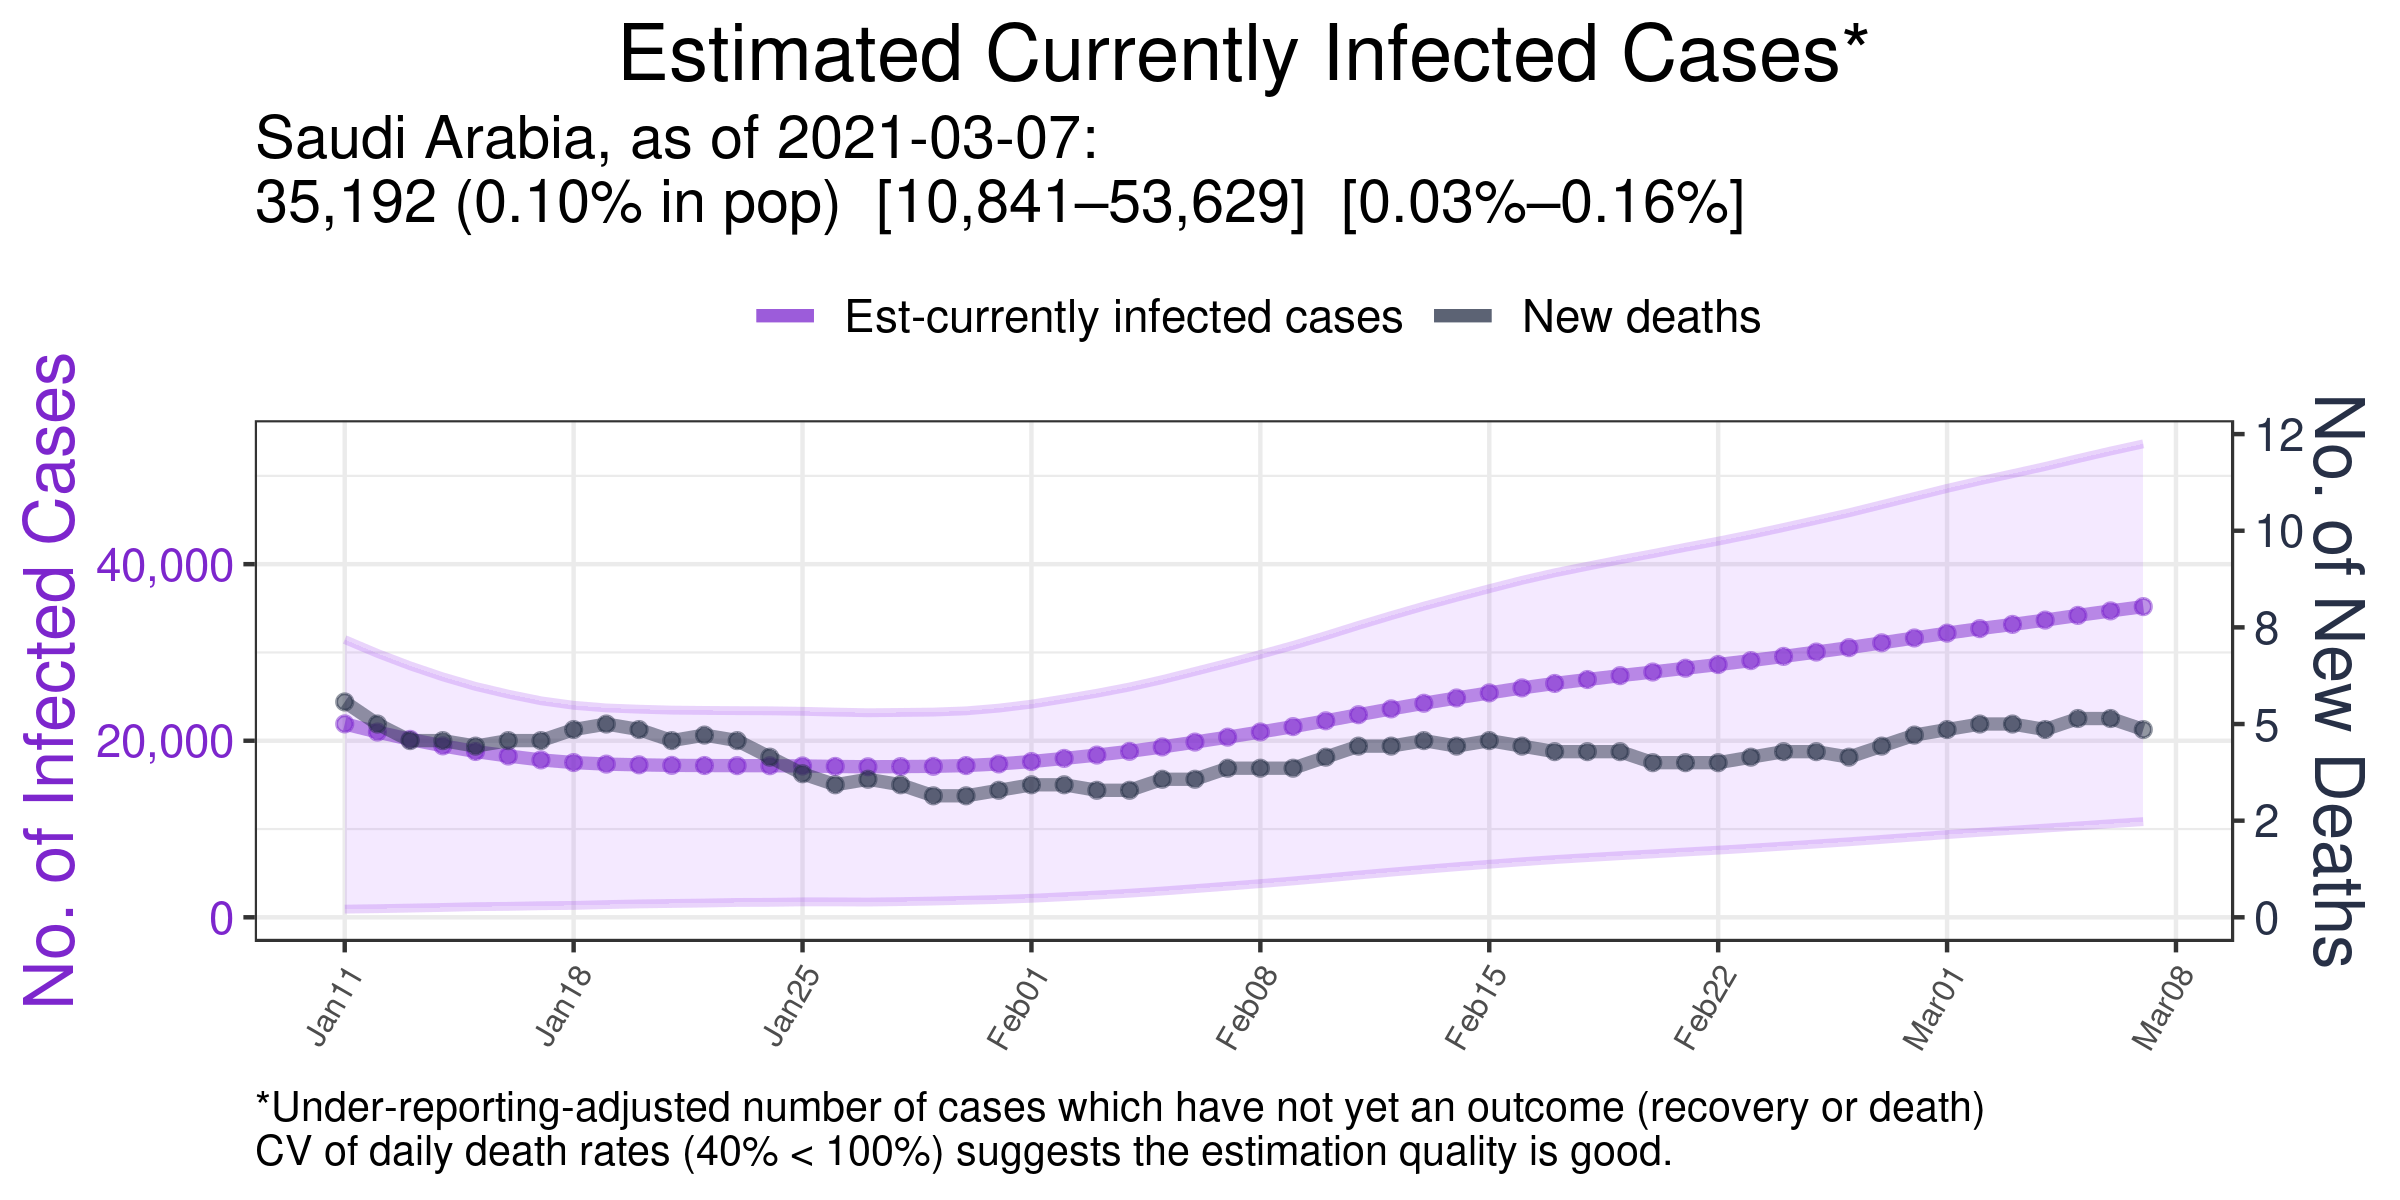 Estimated Currently Infected Cases*
Saudi Arabia, as of 2021-03-07:
35,192 (0.10% in pop)  [10,841–53,629]  [0.03%–0.16%]
Est-currently infected cases
New deaths
No. of Infected Cases
40,000
20,000
0
12
10
8
5
2
0
No. of New Deaths
Jan11
Jan18
Jan25
Feb01
Feb08
Feb15
Feb22
Mar01
Mar08
*Under-reporting-adjusted number of cases which have not yet an outcome (recovery or death)
CV of daily death rates (40% < 100%) suggests the estimation quality is good.